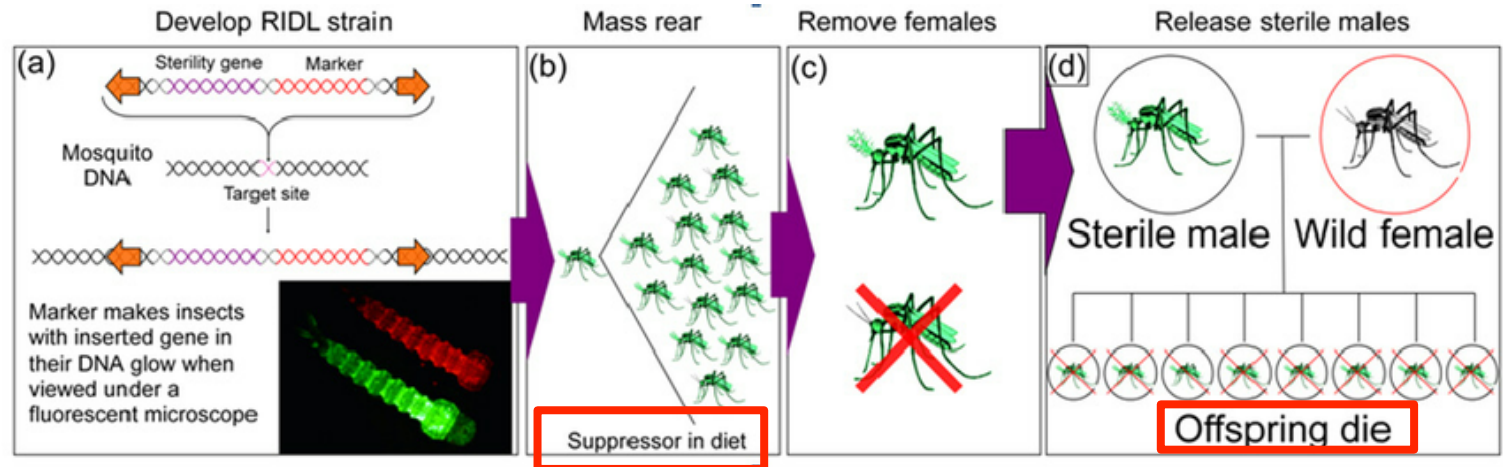 Develop RIDL strain
Mass rear
Remove females
Release sterile males
(a)
Sterility gene
Marker
Mosquito
DNA
Target site
Marker makes insects
with inserted gene in
their DNA glow when
viewed under a
fluorescent microscope
(b)
Suppressor in diet
(c)
(d)
Sterile male
Wild female
Offspring die